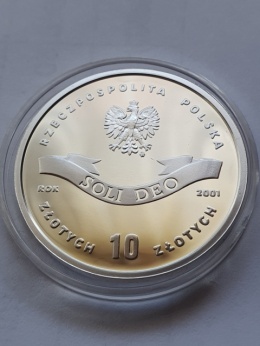 RZECZPOSPOLITA POLSKA
SOLI DEO
ROK 2001
ZŁOTYCH 10 ZŁOTYCH